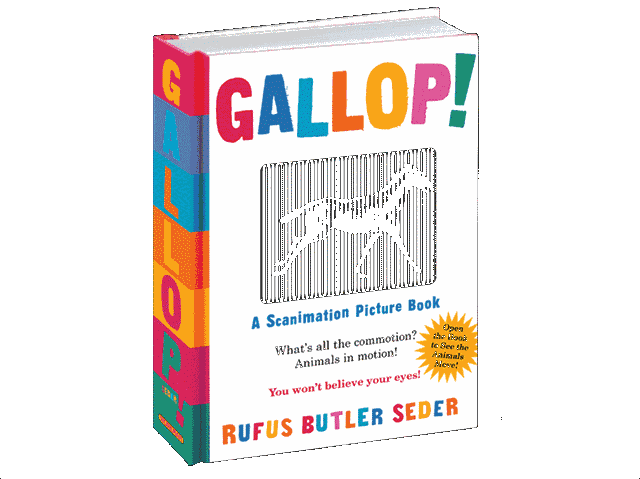 GALLOP!
GALLOP!
A Scanimation Picture Book
What's all the commotion?
Animals in motion!
You won't believe your eyes!
Open
the Book
to See the
Animals
Move!
RUFUS BUTLER SEDER
SEDER